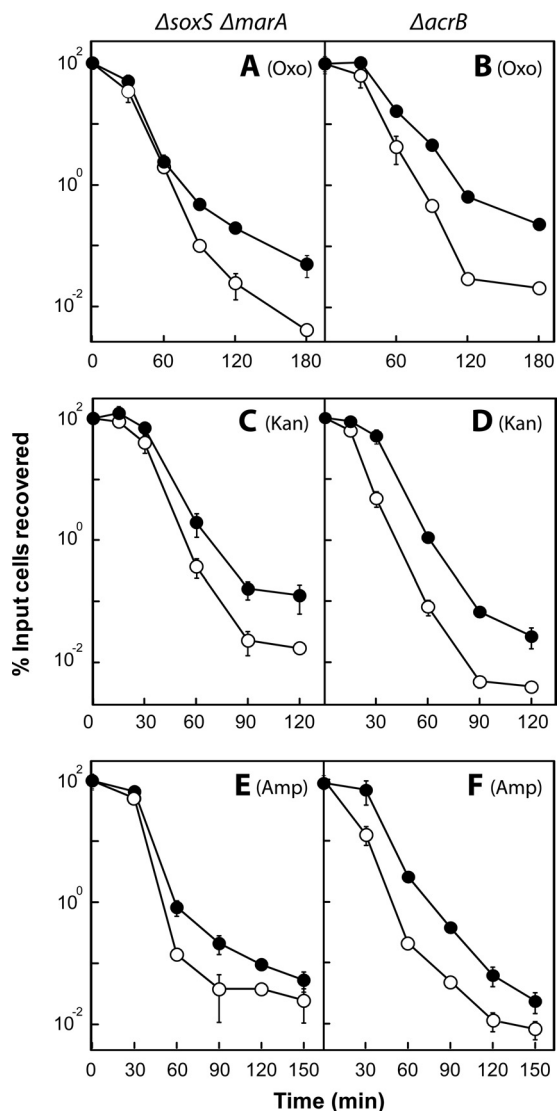 ΔsoxS ΔmarA ΔacrB
A (Oxo) B (Oxo)
10²
10⁰
10⁻²
0 60 120 180 60 120 180
C (Kan) D (Kan)
10²
10⁰
10⁻²
0 30 60 90 120 30 60 90 120
E (Amp) F (Amp)
10²
10⁰
10⁻²
0 30 60 90 120 150 30 60 90 120 150
% Input cells recovered
Time (min)